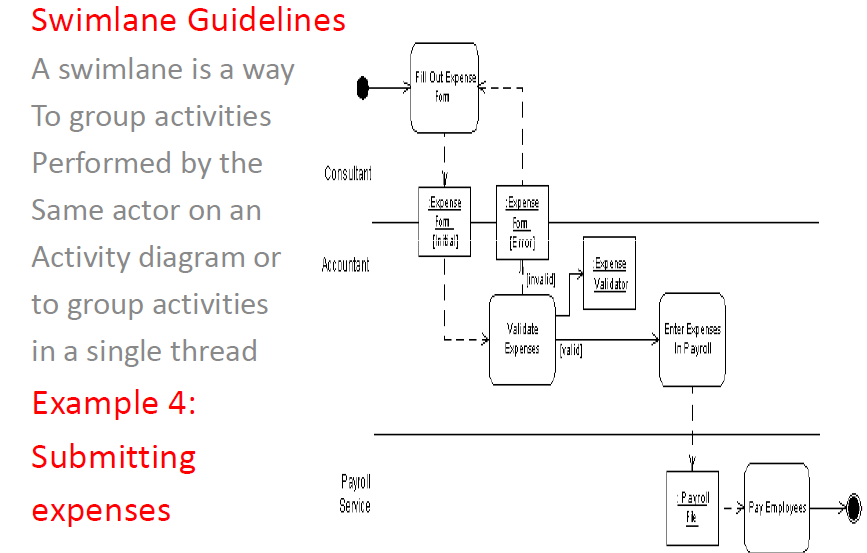 Swimlane Guidelines
A swimlane is a way
To group activities
Performed by the
Same actor on an
Activity diagram or
to group activities
in a single thread
Example 4:
Submitting
expenses
Fill Out Expense
Form
Consultant
:Expense
Form
[Initial]
:Expense
Form
[Error]
Accountant
[invalid]
:Expense
Validator
Validate
Expenses
[valid]
Enter Expenses
In Payroll
Payroll
Service
: Payroll
File
Pay Employees